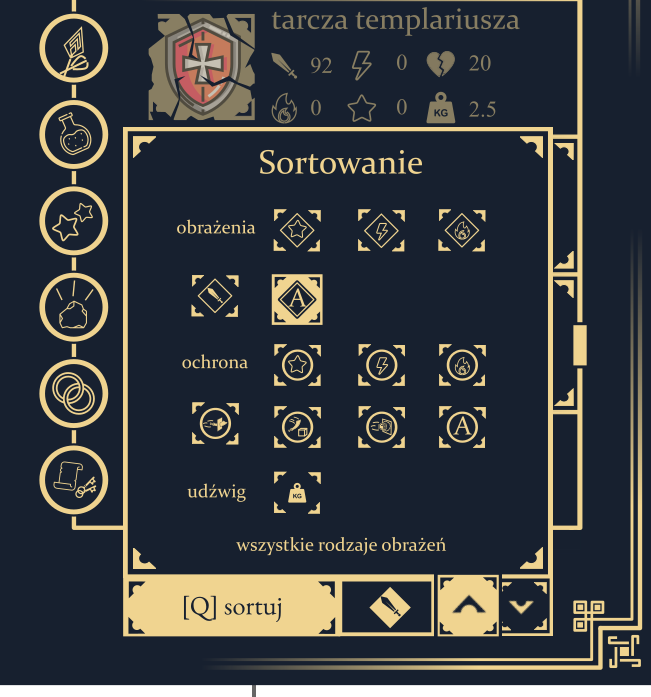 tarcza templariusza
92 0 20
0 0 KG 2.5
Sortowanie
obrażenia
A
ochrona
A
udźwig KG
wszystkie rodzaje obrażeń
[Q] sortuj